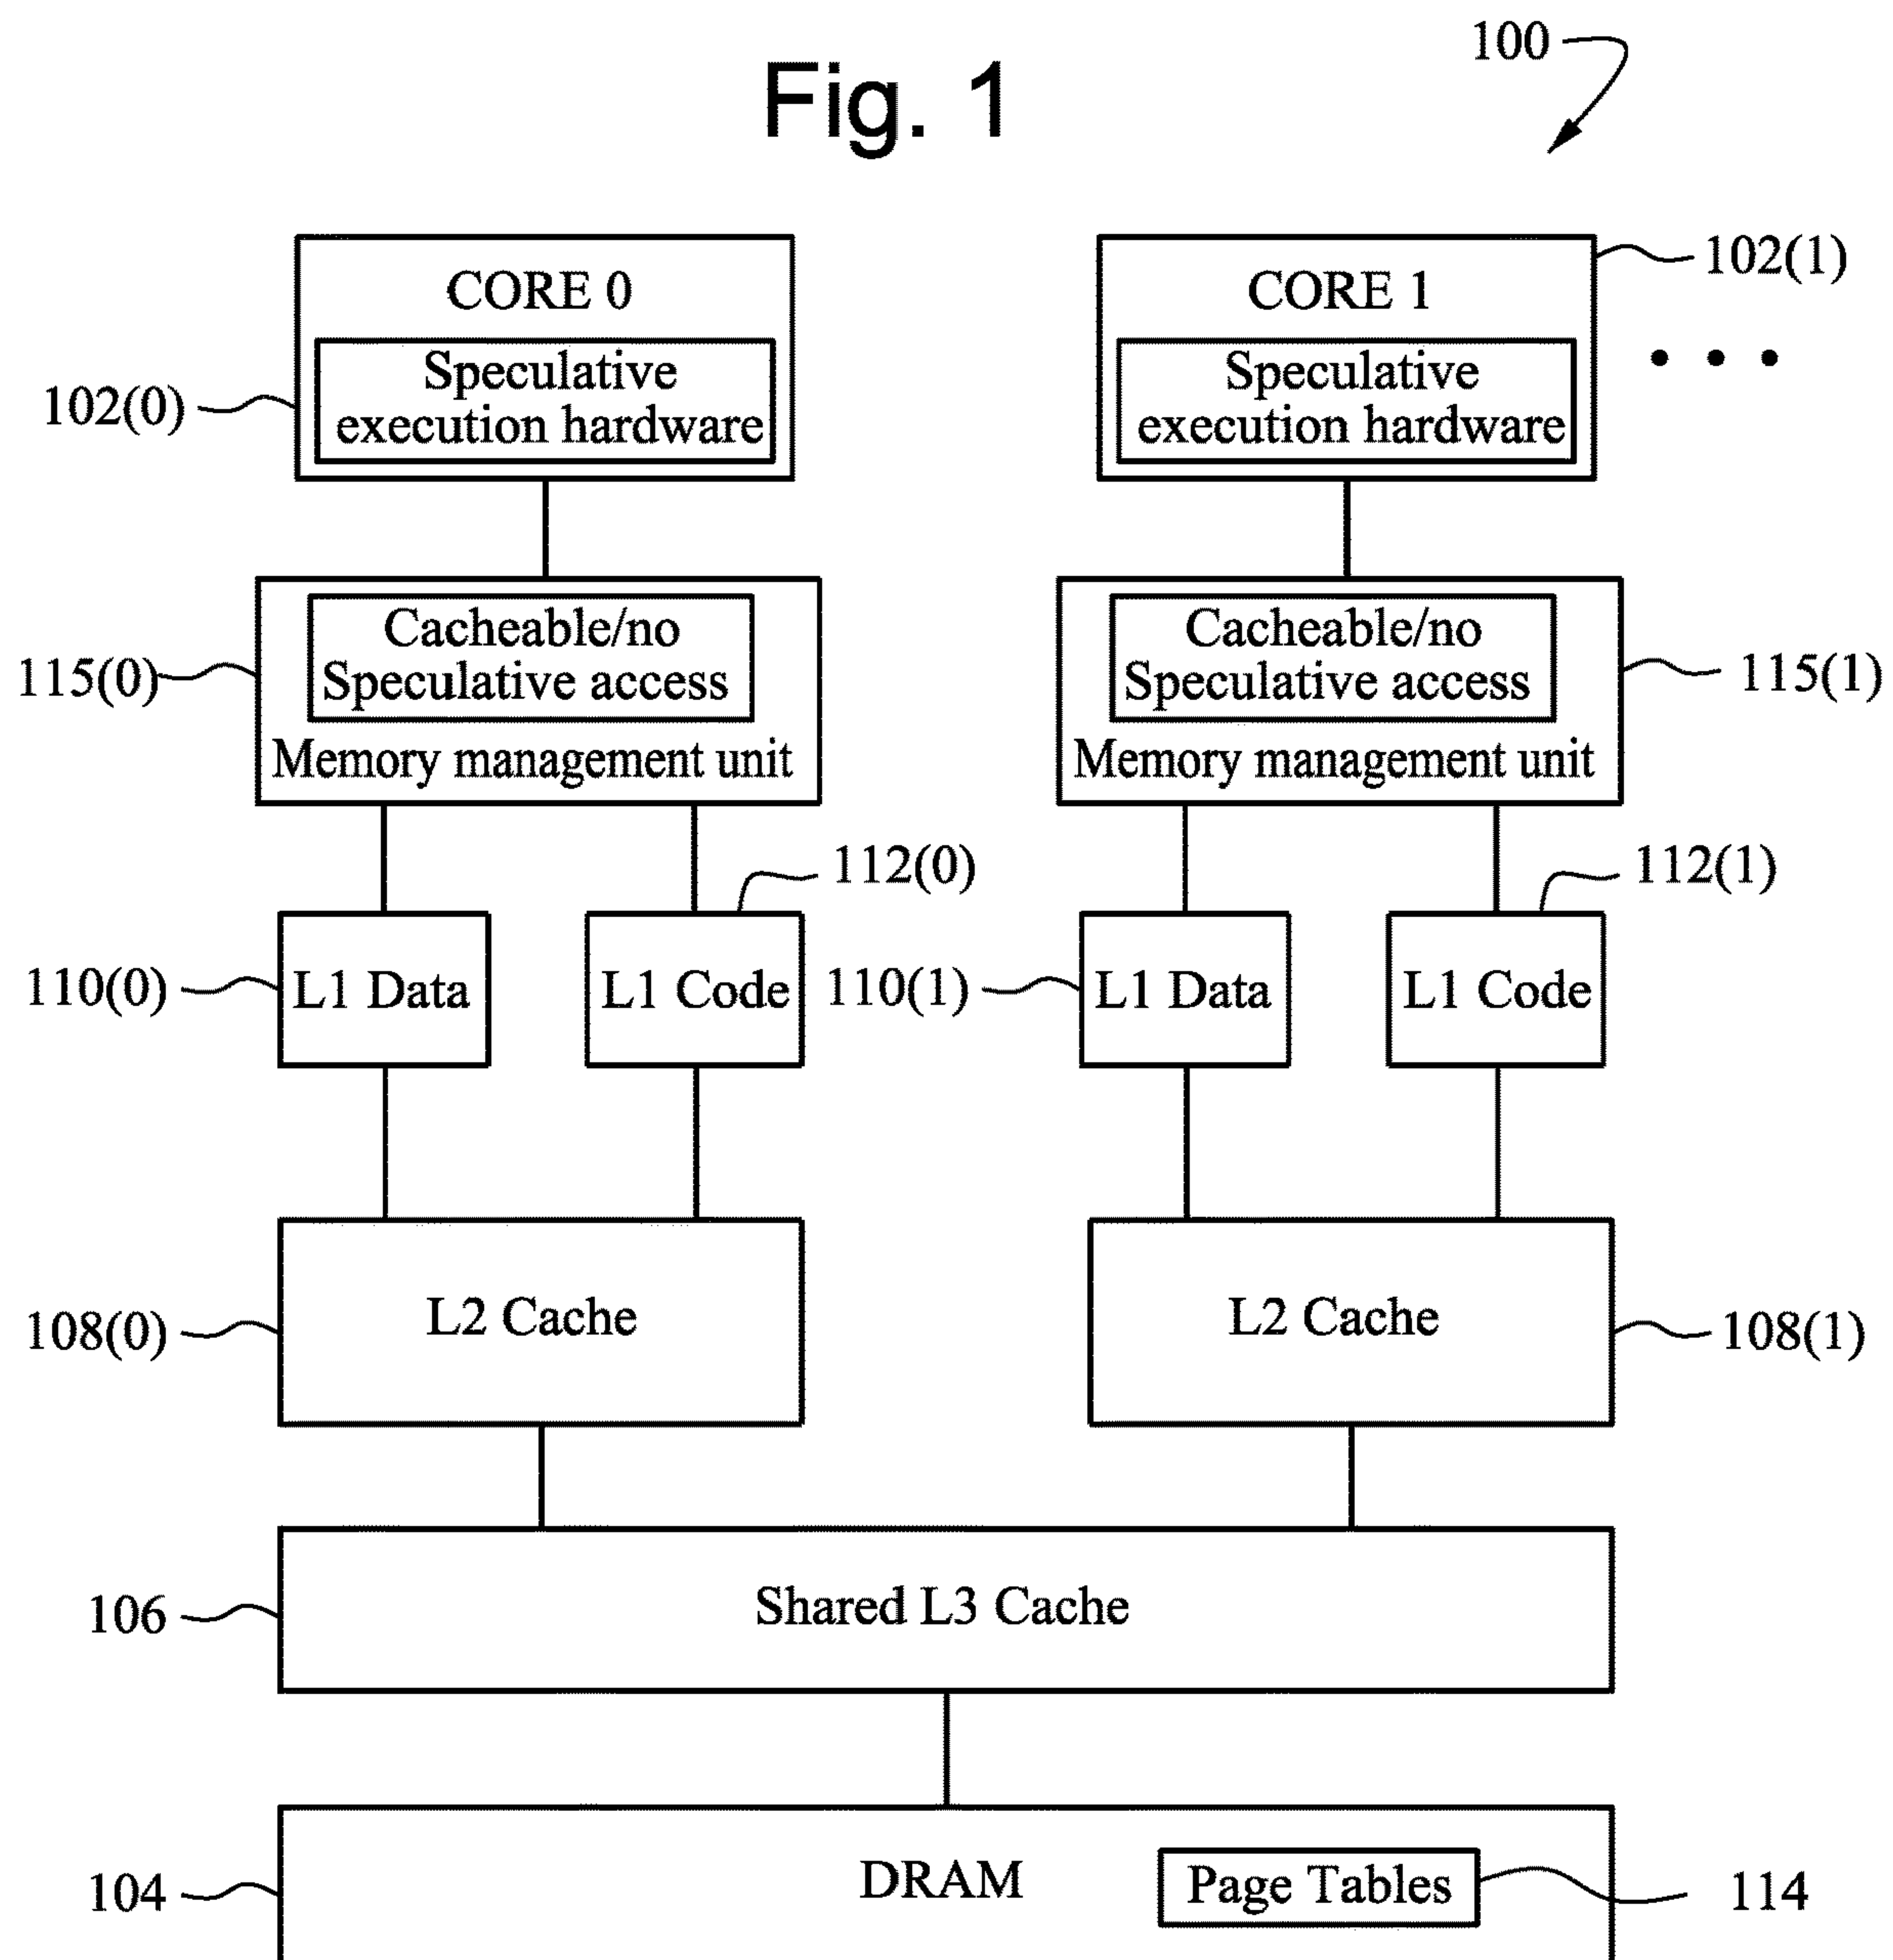 100
Fig. 1
CORE 0
Speculative
execution hardware
102(0)
CORE 1
Speculative
execution hardware
102(1)
• • •
Cacheable/no
Speculative access
Memory management unit
115(0)
Cacheable/no
Speculative access
Memory management unit
115(1)
112(0)
112(1)
110(0)
L1 Data
L1 Code
110(1)
L1 Data
L1 Code
108(0)
L2 Cache
L2 Cache
108(1)
106
Shared L3 Cache
104
DRAM
Page Tables
114